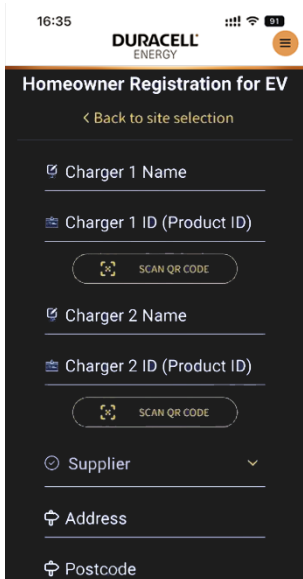 16:35
91
DURACELL
ENERGY
Homeowner Registration for EV
< Back to site selection
Charger 1 Name
Charger 1 ID (Product ID)
SCAN QR CODE
Charger 2 Name
Charger 2 ID (Product ID)
SCAN QR CODE
Supplier
Address
Postcode